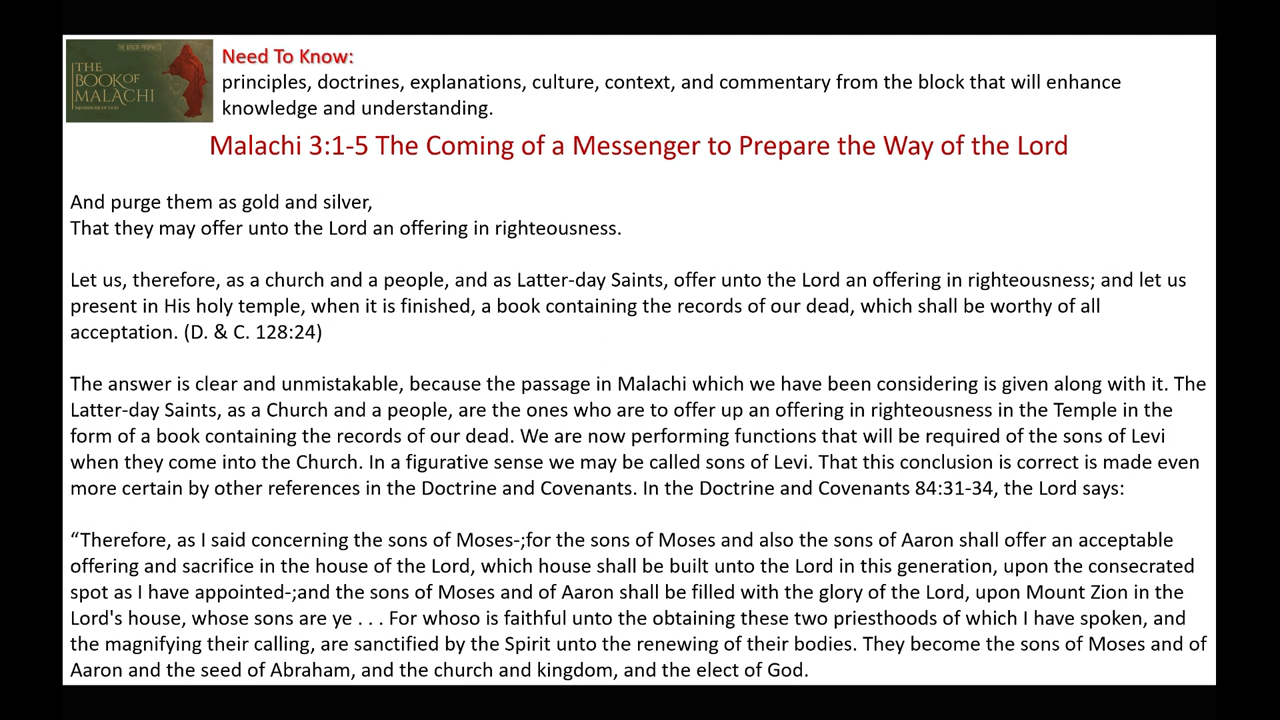 THE MINOR PROPHETS
THE
BOOK OF
MALACHI
Need To Know:
principles, doctrines, explanations, culture, context, and commentary from the block that will enhance
knowledge and understanding.
Malachi 3:1-5 The Coming of a Messenger to Prepare the Way of the Lord
And purge them as gold and silver,
That they may offer unto the Lord an offering in righteousness.
Let us, therefore, as a church and a people, and as Latter-day Saints, offer unto the Lord an offering in righteousness; and let us
present in His holy temple, when it is finished, a book containing the records of our dead, which shall be worthy of all
acceptation. (D. & C. 128:24)
The answer is clear and unmistakable, because the passage in Malachi which we have been considering is given along with it. The
Latter-day Saints, as a Church and a people, are the ones who are to offer up an offering in righteousness in the Temple in the
form of a book containing the records of our dead. We are now performing functions that will be required of the sons of Levi
when they come into the Church. In a figurative sense we may be called sons of Levi. That this conclusion is correct is made even
more certain by other references in the Doctrine and Covenants. In the Doctrine and Covenants 84:31-34, the Lord says:
“Therefore, as I said concerning the sons of Moses-;for the sons of Moses and also the sons of Aaron shall offer an acceptable
offering and sacrifice in the house of the Lord, which house shall be built unto the Lord in this generation, upon the consecrated
spot as I have appointed-;and the sons of Moses and of Aaron shall be filled with the glory of the Lord, upon Mount Zion in the
Lord's house, whose sons are ye . . . For whoso is faithful unto the obtaining these two priesthoods of which I have spoken, and
the magnifying their calling, are sanctified by the Spirit unto the renewing of their bodies. They become the sons of Moses and of
Aaron and the seed of Abraham, and the church and kingdom, and the elect of God.